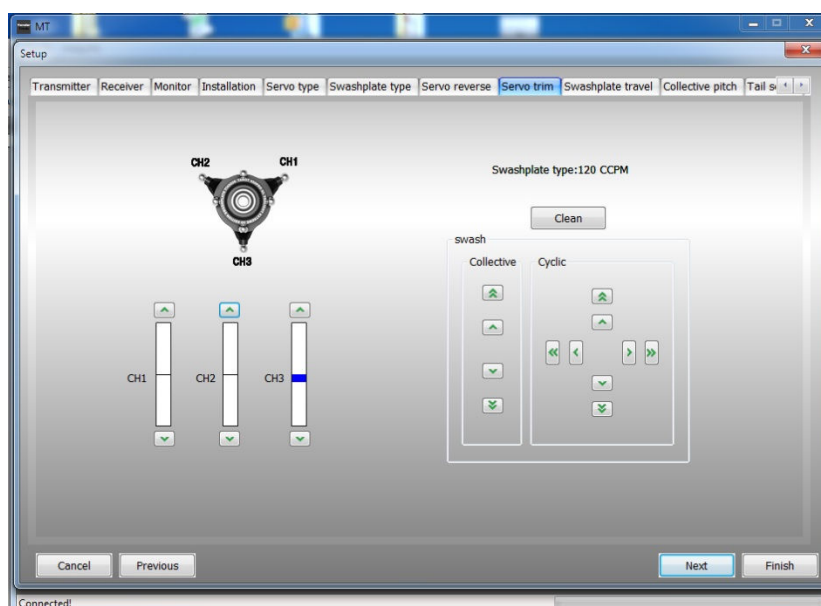 MT
Setup
Transmitter Receiver Monitor Installation Servo type Swashplate type Servo reverse Servo trim Swashplate travel Collective pitch Tail s
CH2 CH1
CH3
Swashplate type:120 CCPM
Clean
swash
Collective Cyclic
CH1 CH2 CH3
Cancel Previous Next Finish
Connected!